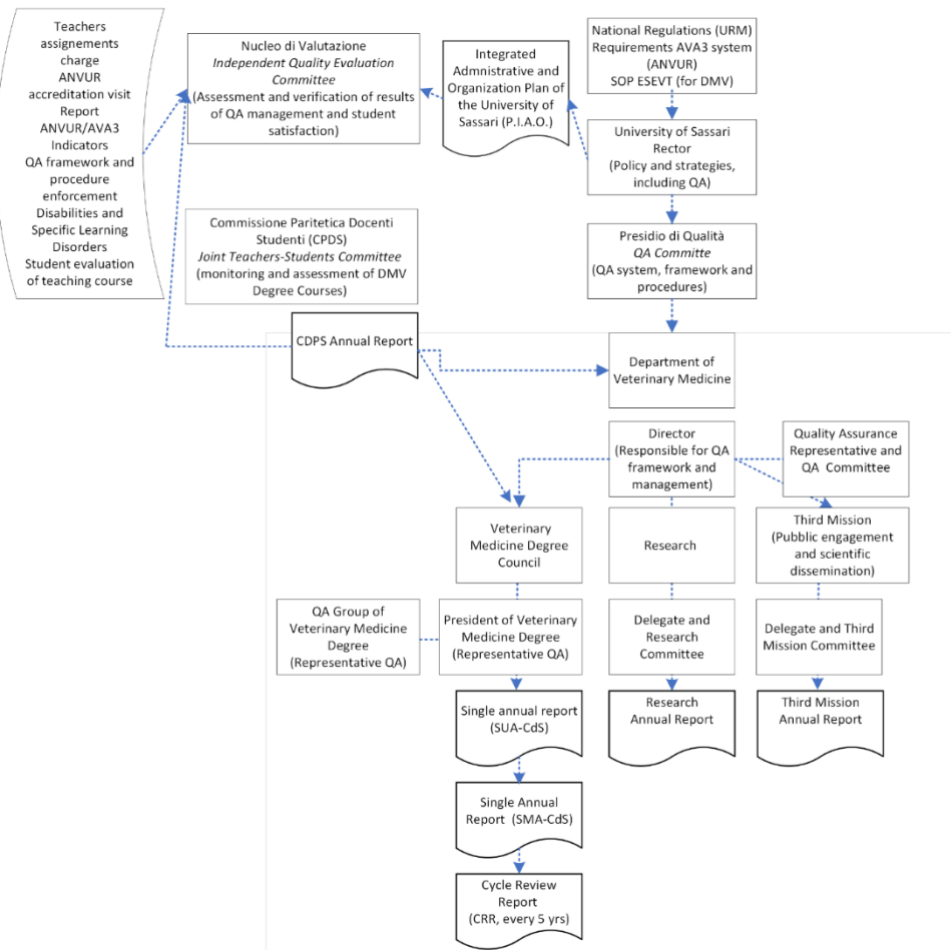 Teachers
assignements
charge
ANVUR
accreditation visit
Report
ANVUR/AVA3
Indicators
QA framework and
procedure
enforcement
Disabilities and
Specific Learning
Disorders
Student evaluation
of teaching course
Nucleo di Valutazione
Independent Quality Evaluation
Committee
(Assessment and verification of results
of QA management and student
satisfaction)
Integrated
Admnistrative and
Organization Plan of
the University of
Sassari (P.I.A.O.)
National Regulations (URM)
Requirements AVA3 system
(ANVUR)
SOP ESEVT (for DMV)
University of Sassari
Rector
(Policy and strategies,
including QA)
Commissione Paritetica Docenti
Studenti (CPDS)
Joint Teachers-Students Committee
(monitoring and assessment of DMV
Degree Courses)
Presidio di Qualità
QA Committe
(QA system, framework and
procedures)
CDPS Annual Report
Department of
Veterinary Medicine
Director
(Responsible for QA
framework and
management)
Quality Assurance
Representative and
QA Committee
Veterinary
Medicine Degree
Council
Research
Third Mission
(Pubblic engagement
and scientific
dissemination)
QA Group of
Veterinary Medicine
Degree
(Representative QA)
President of Veterinary
Medicine Degree
(Representative QA)
Delegate and
Research
Committee
Delegate and Third
Mission Committee
Single annual report
(SUA-CdS)
Research
Annual Report
Third Mission
Annual Report
Single Annual
Report (SMA-CdS)
Cycle Review
Report
(CRR, every 5 yrs)